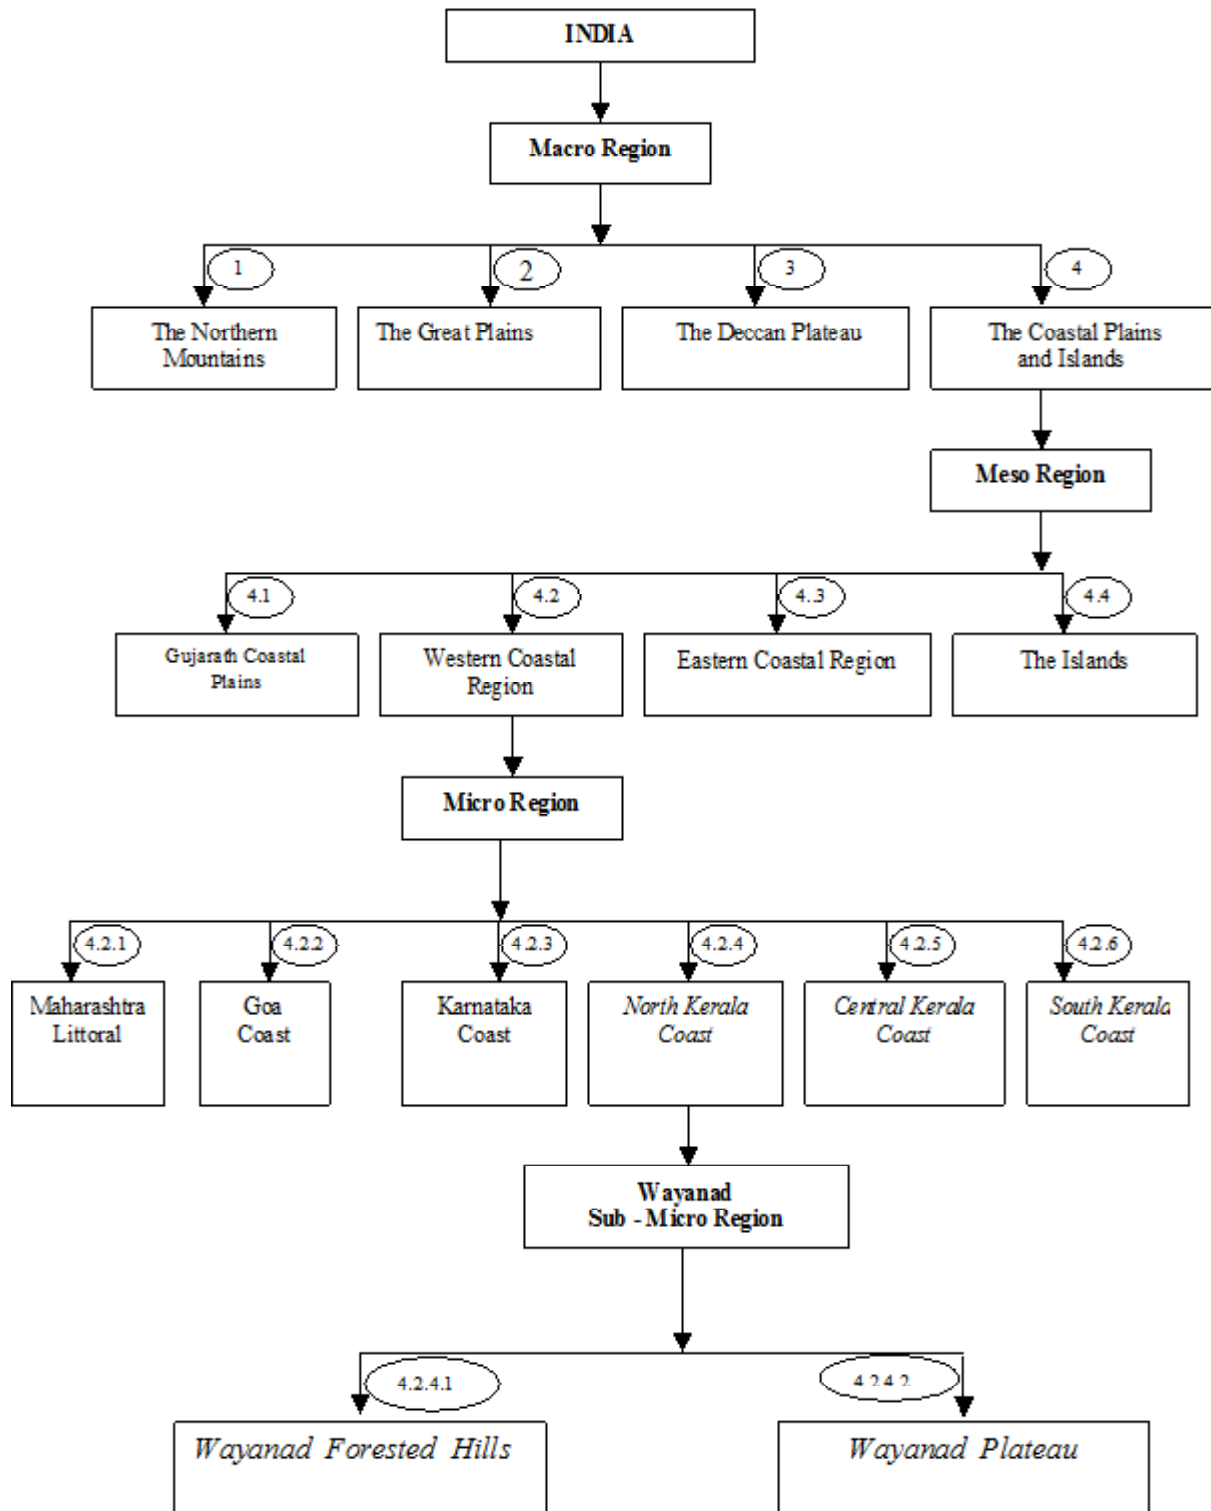 INDIA
Macro Region
1
2
3
4
The Northern
Mountains
The Great Plains
The Deccan Plateau
The Coastal Plains
and Islands
Meso Region
4.1
4.2
4..3
4.4
Gujarath Coastal
Plains
Western Coastal
Region
Eastern Coastal Region
The Islands
Micro Region
4.2.1
4.2.2
4.2.3
4.2.4
4.2.5
4.2.6
Maharashtra
Littoral
Goa
Coast
Karnataka
Coast
North Kerala
Coast
Central Kerala
Coast
South Kerala
Coast
Wayanad
Sub - Micro Region
4.2.4.1
4.2.4.2
Wayanad Forested Hills
Wayanad Plateau